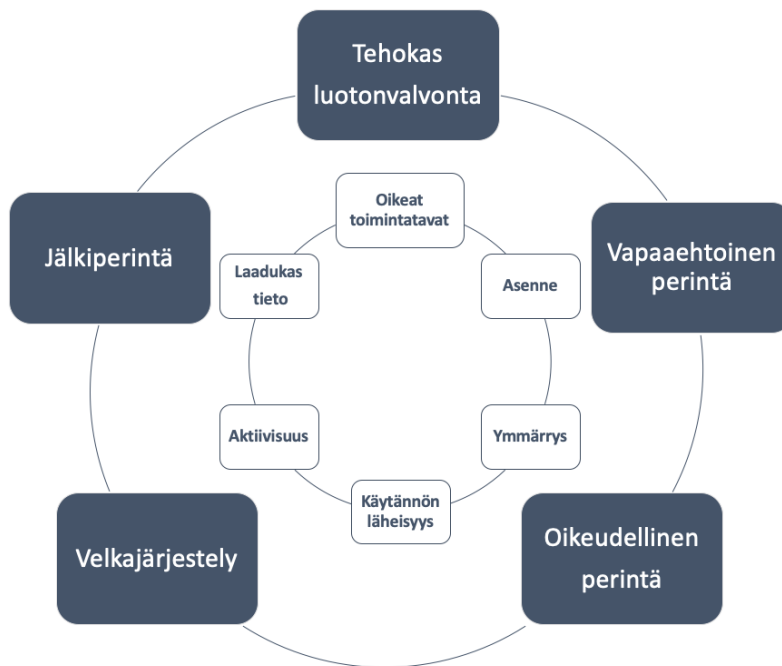 Tehokas
luotonvalvonta
Oikeat
toimintatavat
Jälkiperintä
Vapaaehtoinen
perintä
Laadukas
tieto
Asenne
Aktiivisuus
Ymmärrys
Käytännön
läheisyys
Velkajärjestely
Oikeudellinen
perintä